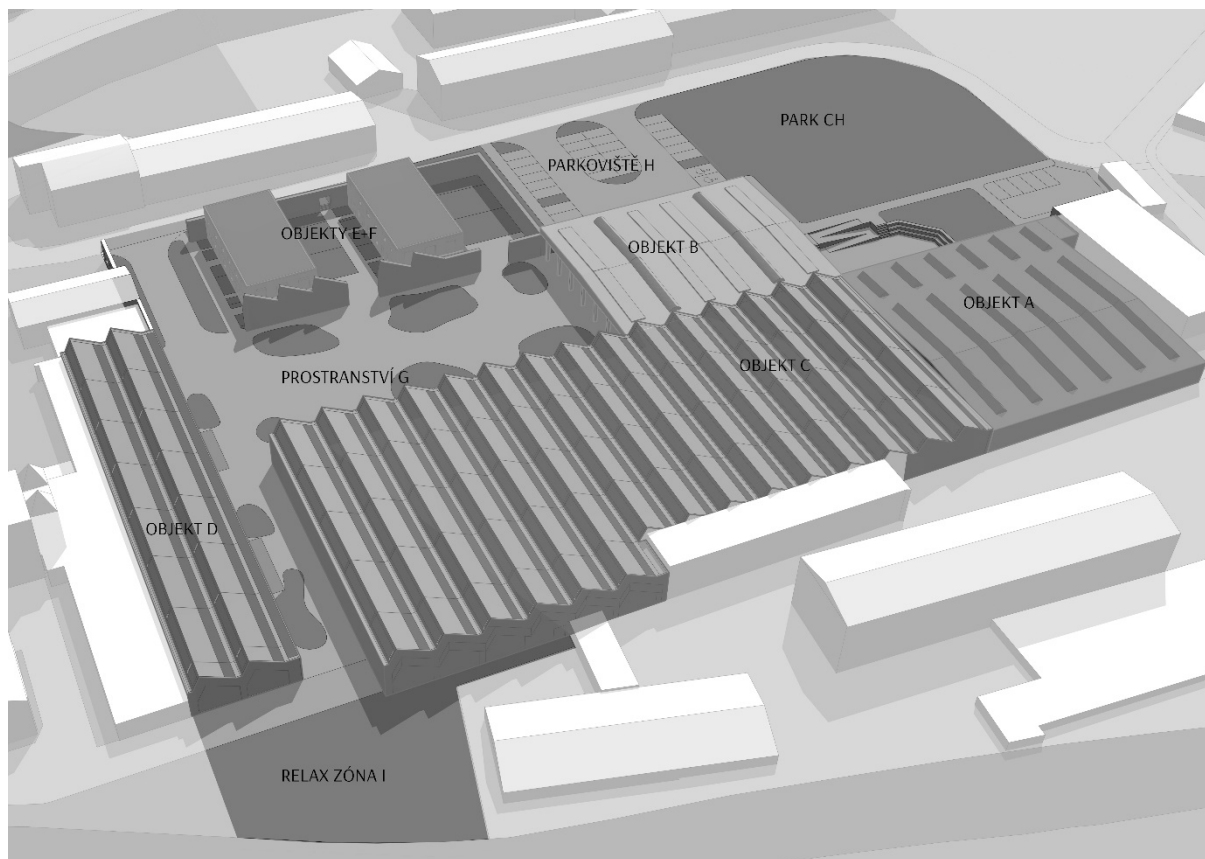 PARK CH
PARKOVIŠTĚ H
OBJEKTY E+F
OBJEKT B
OBJEKT A
PROSTRANSTVÍ G
OBJEKT C
OBJEKT D
RELAX ZÓNA I